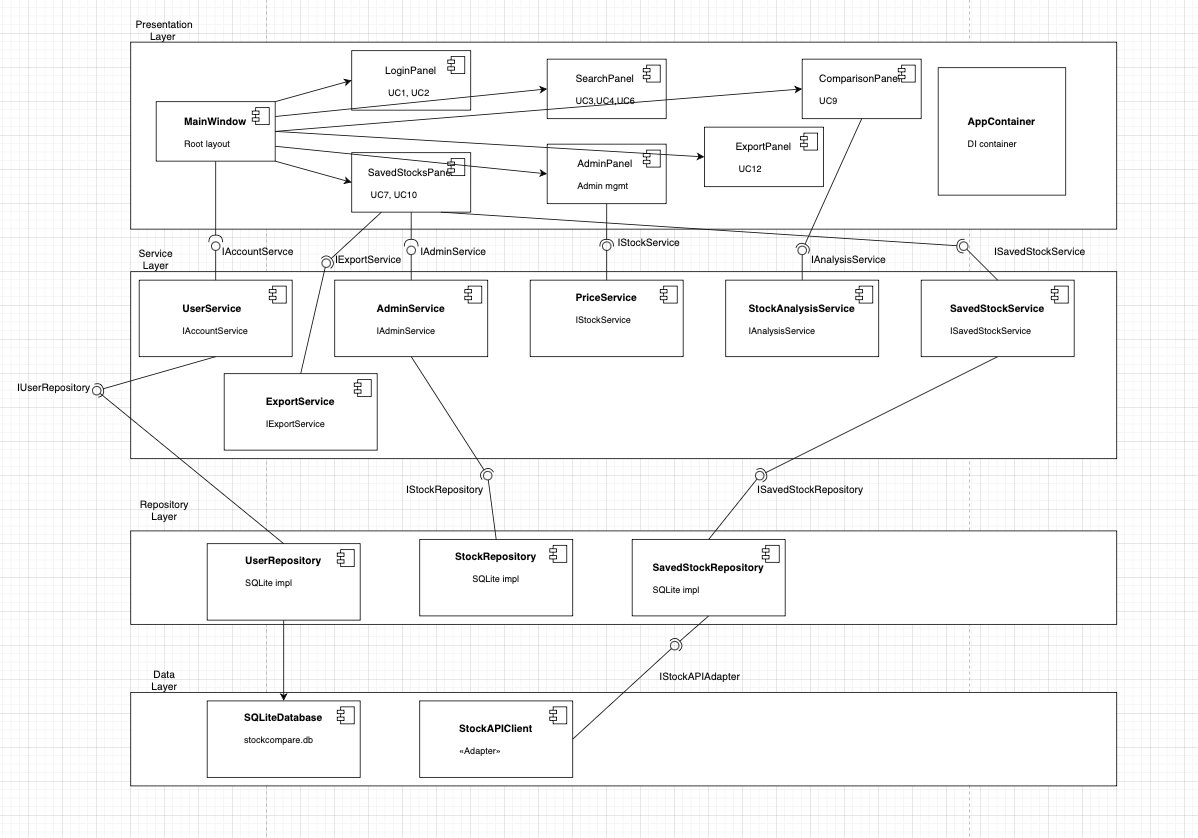 Presentation
Layer
LoginPanel
UC1, UC2
SearchPanel
UC3,UC4,UC6
ComparisonPanel
UC9
AppContainer
DI container
MainWindow
Root layout
ExportPanel
UC12
SavedStocksPanel
UC7, UC10
AdminPanel
Admin mgmt
IAccountServce
IExportService
IAdminService
IStockService
IAnalysisService
ISavedStockService
Service
Layer
UserService
IAccountService
AdminService
IAdminService
PriceService
IStockService
StockAnalysisService
IAnalysisService
SavedStockService
ISavedStockService
IUserRepository
ExportService
IExportService
IStockRepository
ISavedStockRepository
Repository
Layer
UserRepository
SQLite impl
StockRepository
SQLite impl
SavedStockRepository
SQLite impl
IStockAPIAdapter
Data
Layer
SQLiteDatabase
stockcompare.db
StockAPIClient
«Adapter»